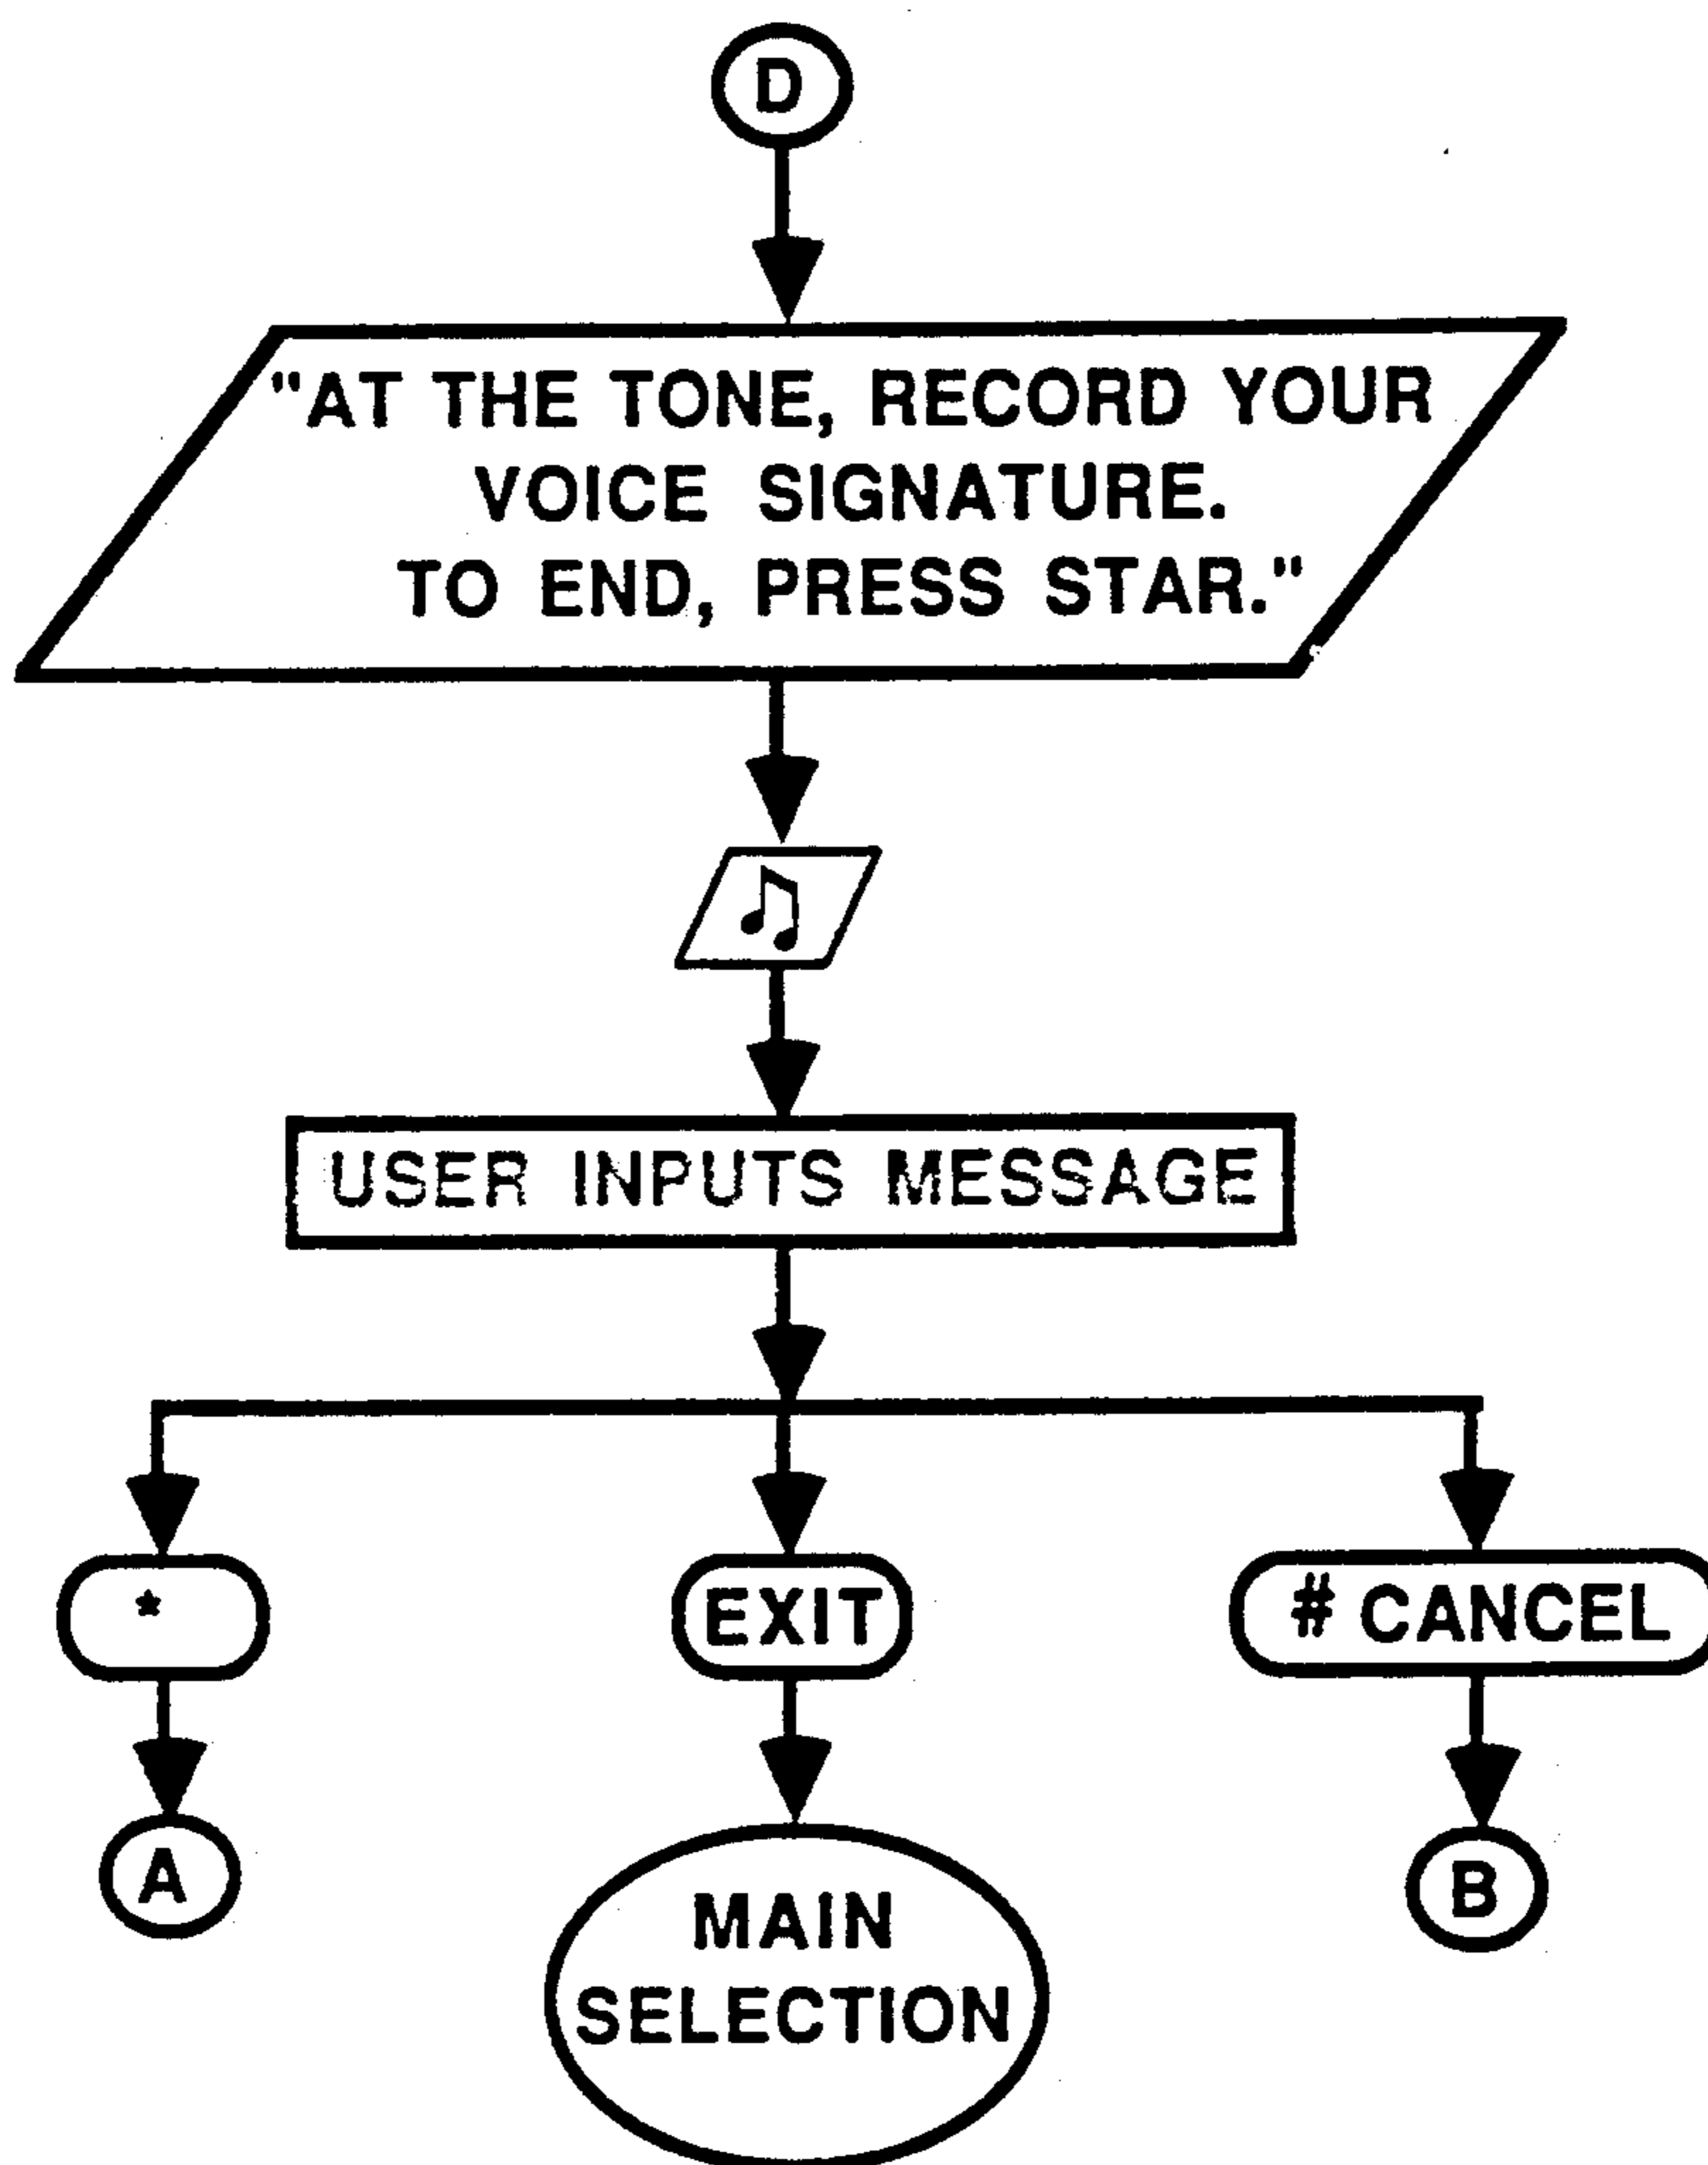 D
"AT THE TONE, RECORD YOUR
VOICE SIGNATURE.
TO END, PRESS STAR."
USER INPUTS MESSAGE
*
EXIT
# CANCEL
A
MAIN
SELECTION
B